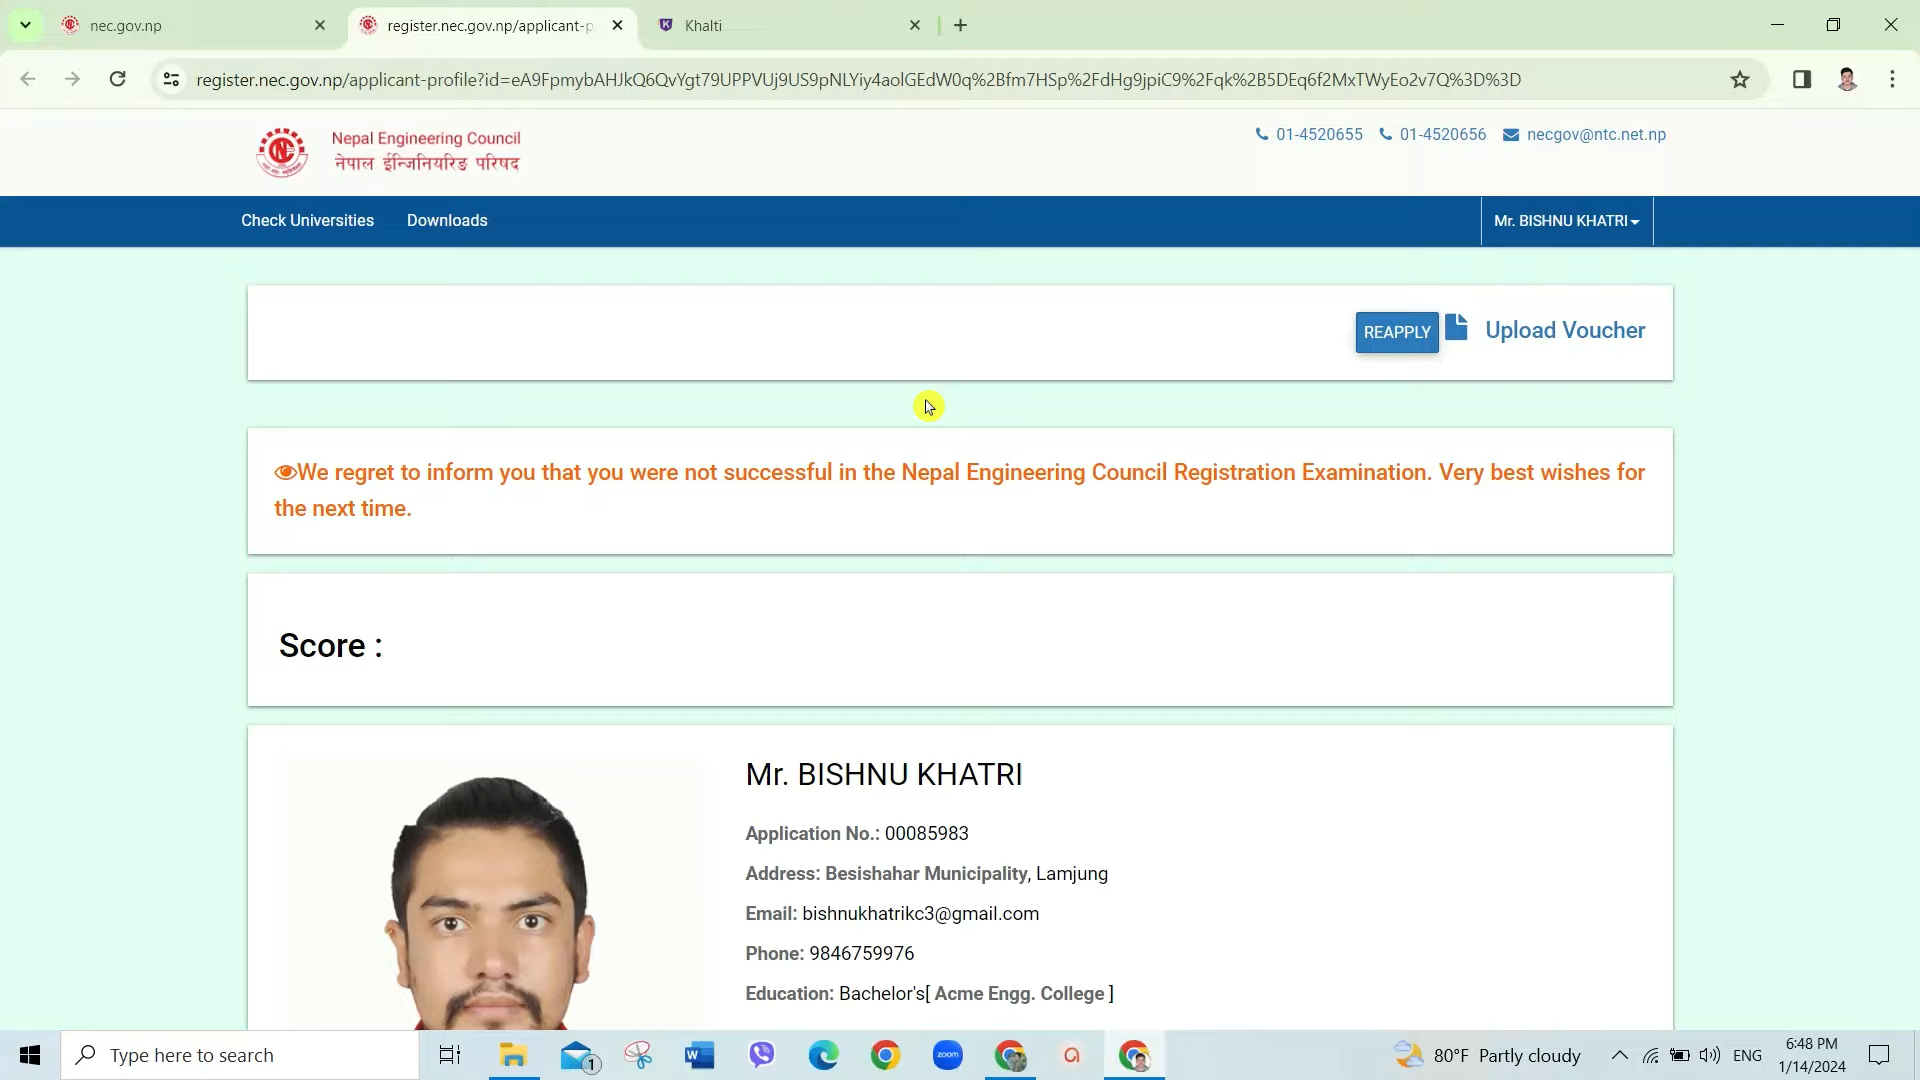 nec.gov.np
register.nec.gov.np/applicant-p
Khalti
register.nec.gov.np/applicant-profile?id=eA9FpmybAHJkQ6QvYgt79UPPVUj9US9pNLYiy4aolGEdW0q%2Bfm7HSp%2FdHg9jpiC9%2Fqk%2B5DEq6f2MxTWyEo2v7Q%3D%3D
Nepal Engineering Council
नेपाल ईन्जिनियरिङ परिषद
01-4520655 01-4520656 necgov@ntc.net.np
Check Universities Downloads Mr. BISHNU KHATRI
REAPPLY Upload Voucher
We regret to inform you that you were not successful in the Nepal Engineering Council Registration Examination. Very best wishes for
the next time.
Score :
Mr. BISHNU KHATRI
Application No.: 00085983
Address: Besishahar Municipality, Lamjung
Email: bishnukhatrikc3@gmail.com
Phone: 9846759976
Education: Bachelor's[ Acme Engg. College ]
Type here to search
1
W
zoom
80°F Partly cloudy
ENG
6:48 PM
1/14/2024